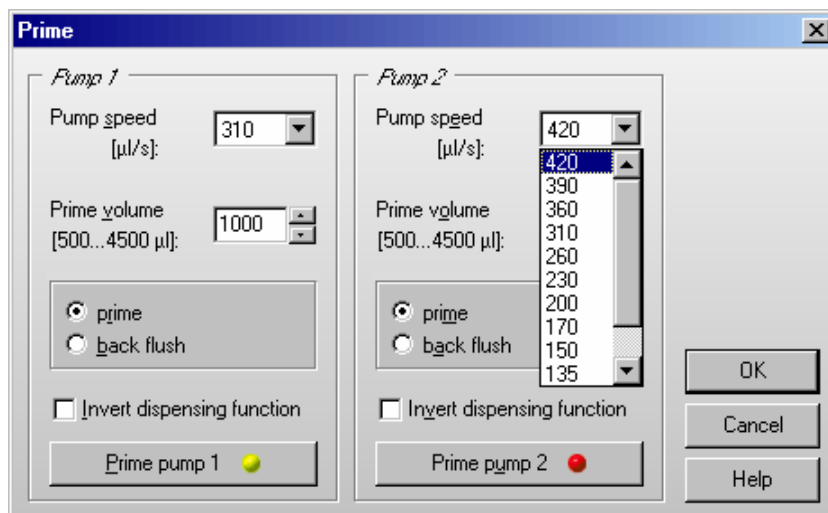 Prime
Pump 1
Pump speed
[µl/s]:
310
Prime volume
[500...4500 µl]:
1000
prime
back flush
Invert dispensing function
Prime pump 1
Pump 2
Pump speed
[µl/s]:
420
420
390
360
310
260
230
200
170
150
135
Prime volume
[500...4500 µl]:
prime
back flush
Invert dispensing function
Prime pump 2
OK
Cancel
Help